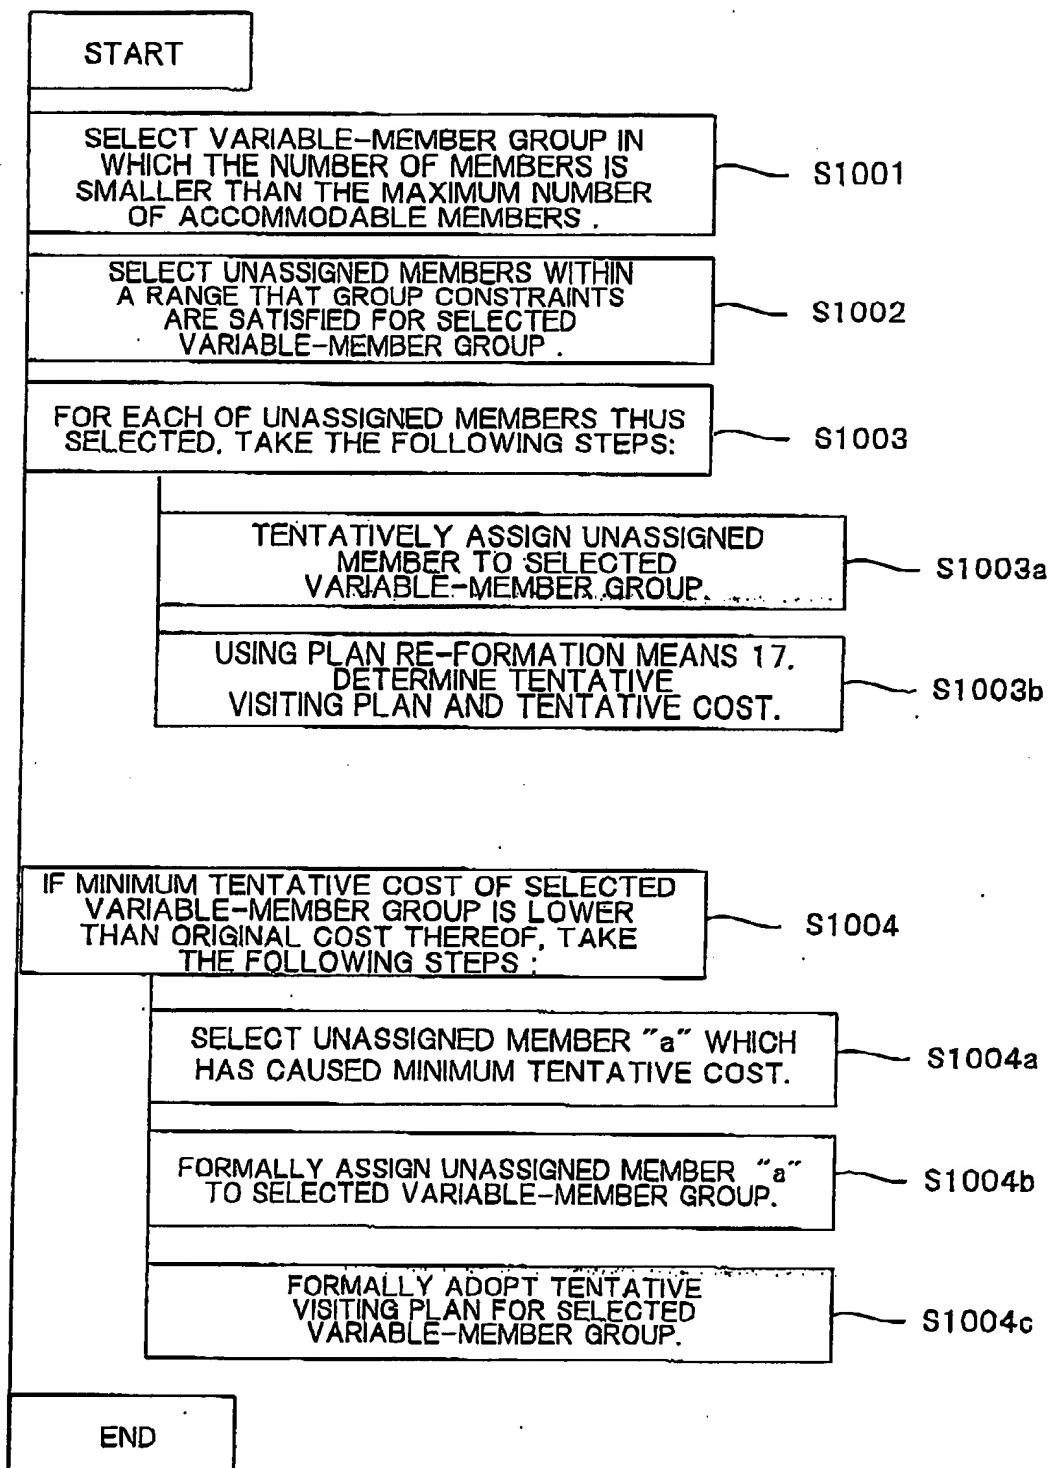 START
SELECT VARIABLE-MEMBER GROUP IN
WHICH THE NUMBER OF MEMBERS IS
SMALLER THAN THE MAXIMUM NUMBER
OF ACCOMMODABLE MEMBERS .
S1001
SELECT UNASSIGNED MEMBERS WITHIN
A RANGE THAT GROUP CONSTRAINTS
ARE SATISFIED FOR SELECTED
VARIABLE-MEMBER GROUP .
S1002
FOR EACH OF UNASSIGNED MEMBERS THUS
SELECTED, TAKE THE FOLLOWING STEPS:
S1003
TENTATIVELY ASSIGN UNASSIGNED
MEMBER TO SELECTED
VARIABLE-MEMBER GROUP.
S1003a
USING PLAN RE-FORMATION MEANS 17,
DETERMINE TENTATIVE
VISITING PLAN AND TENTATIVE COST.
S1003b
IF MINIMUM TENTATIVE COST OF SELECTED
VARIABLE-MEMBER GROUP IS LOWER
THAN ORIGINAL COST THEREOF, TAKE
THE FOLLOWING STEPS :
S1004
SELECT UNASSIGNED MEMBER "a" WHICH
HAS CAUSED MINIMUM TENTATIVE COST.
S1004a
FORMALLY ASSIGN UNASSIGNED MEMBER "a"
TO SELECTED VARIABLE-MEMBER GROUP.
S1004b
FORMALLY ADOPT TENTATIVE
VISITING PLAN FOR SELECTED
VARIABLE-MEMBER GROUP.
S1004c
END